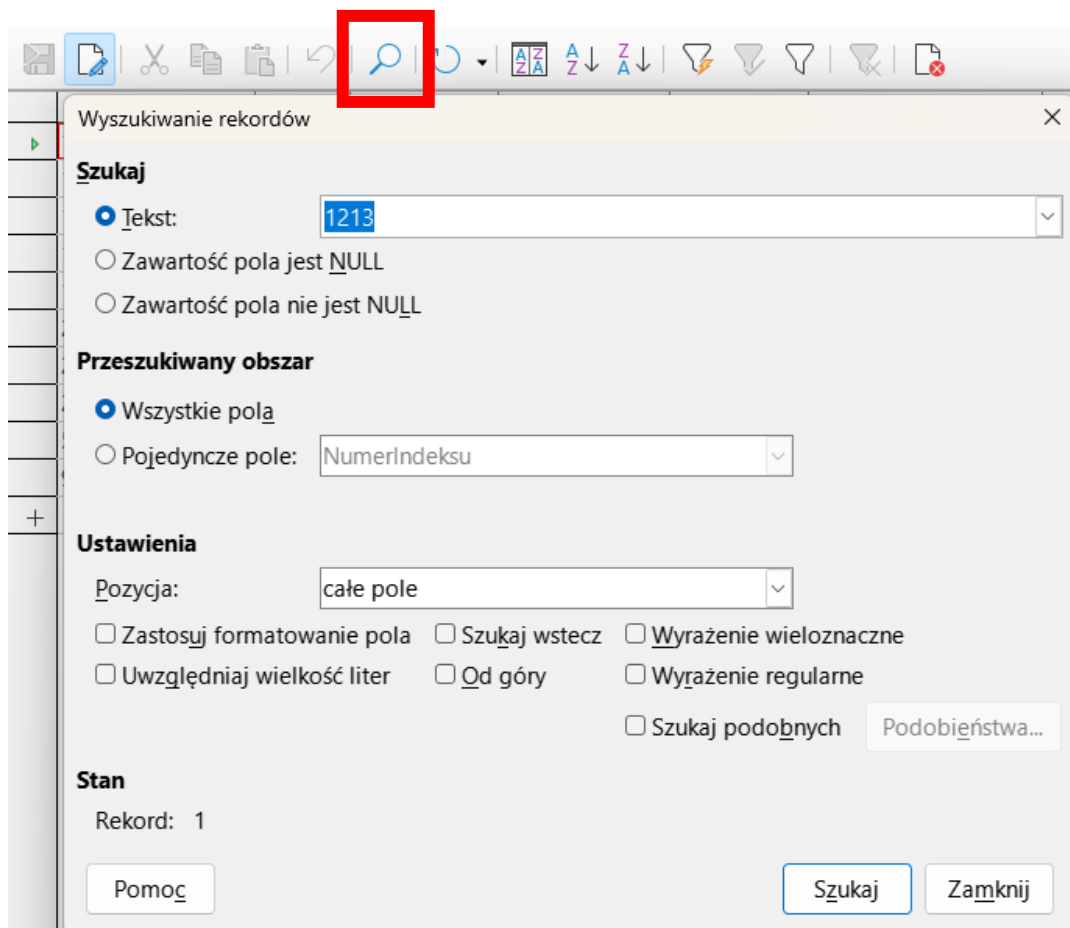 A Z
Z A
A
Z
Z
A
Wyszukiwanie rekordów
Szukaj
Tekst: 1213
Zawartość pola jest NULL
Zawartość pola nie jest NULL
Przeszukiwany obszar
Wszystkie pola
Pojedyncze pole: NumerIndeksu
Ustawienia
Pozycja: całe pole
Zastosuj formatowanie pola Szukaj wstecz Wyrażenie wieloznaczne
Uwzględniaj wielkość liter Od góry Wyrażenie regularne
Szukaj podobnych Podobieństwa...
Stan
Rekord: 1
Pomoc Szukaj Zamknij